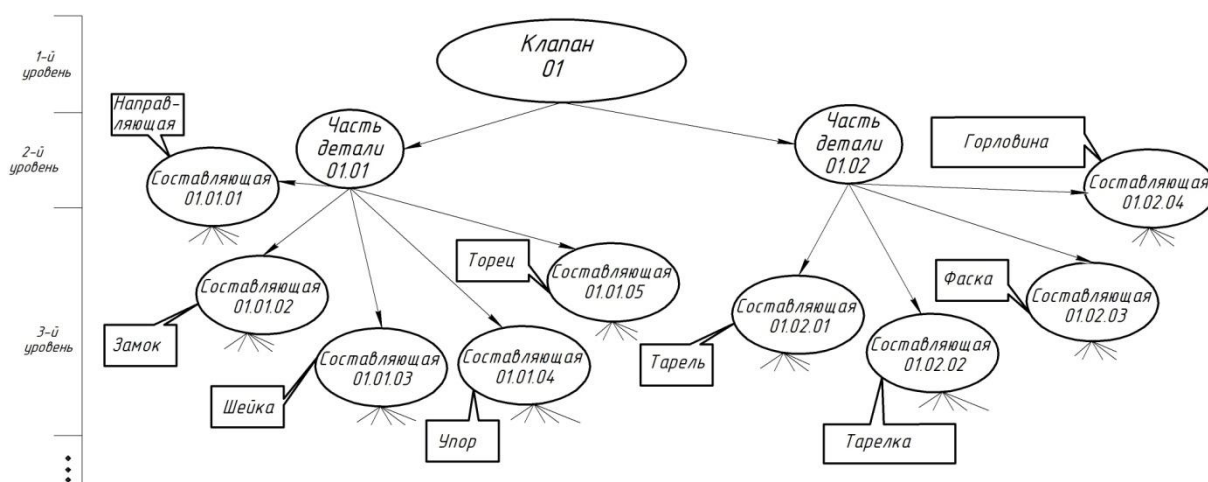 Клапан
01
1-й
уровень
Направ-
ляющая
Часть
детали
01.01
Часть
детали
01.02
Горловина
2-й
уровень
Составляющая
01.01.01
Составляющая
01.02.04
Торец
Составляющая
01.01.05
Составляющая
01.01.02
Составляющая
01.02.01
Фаска
Составляющая
01.02.03
3-й
уровень
Замок
Составляющая
01.01.03
Составляющая
01.01.04
Тарель
Составляющая
01.02.02
Шейка
Упор
Тарелка